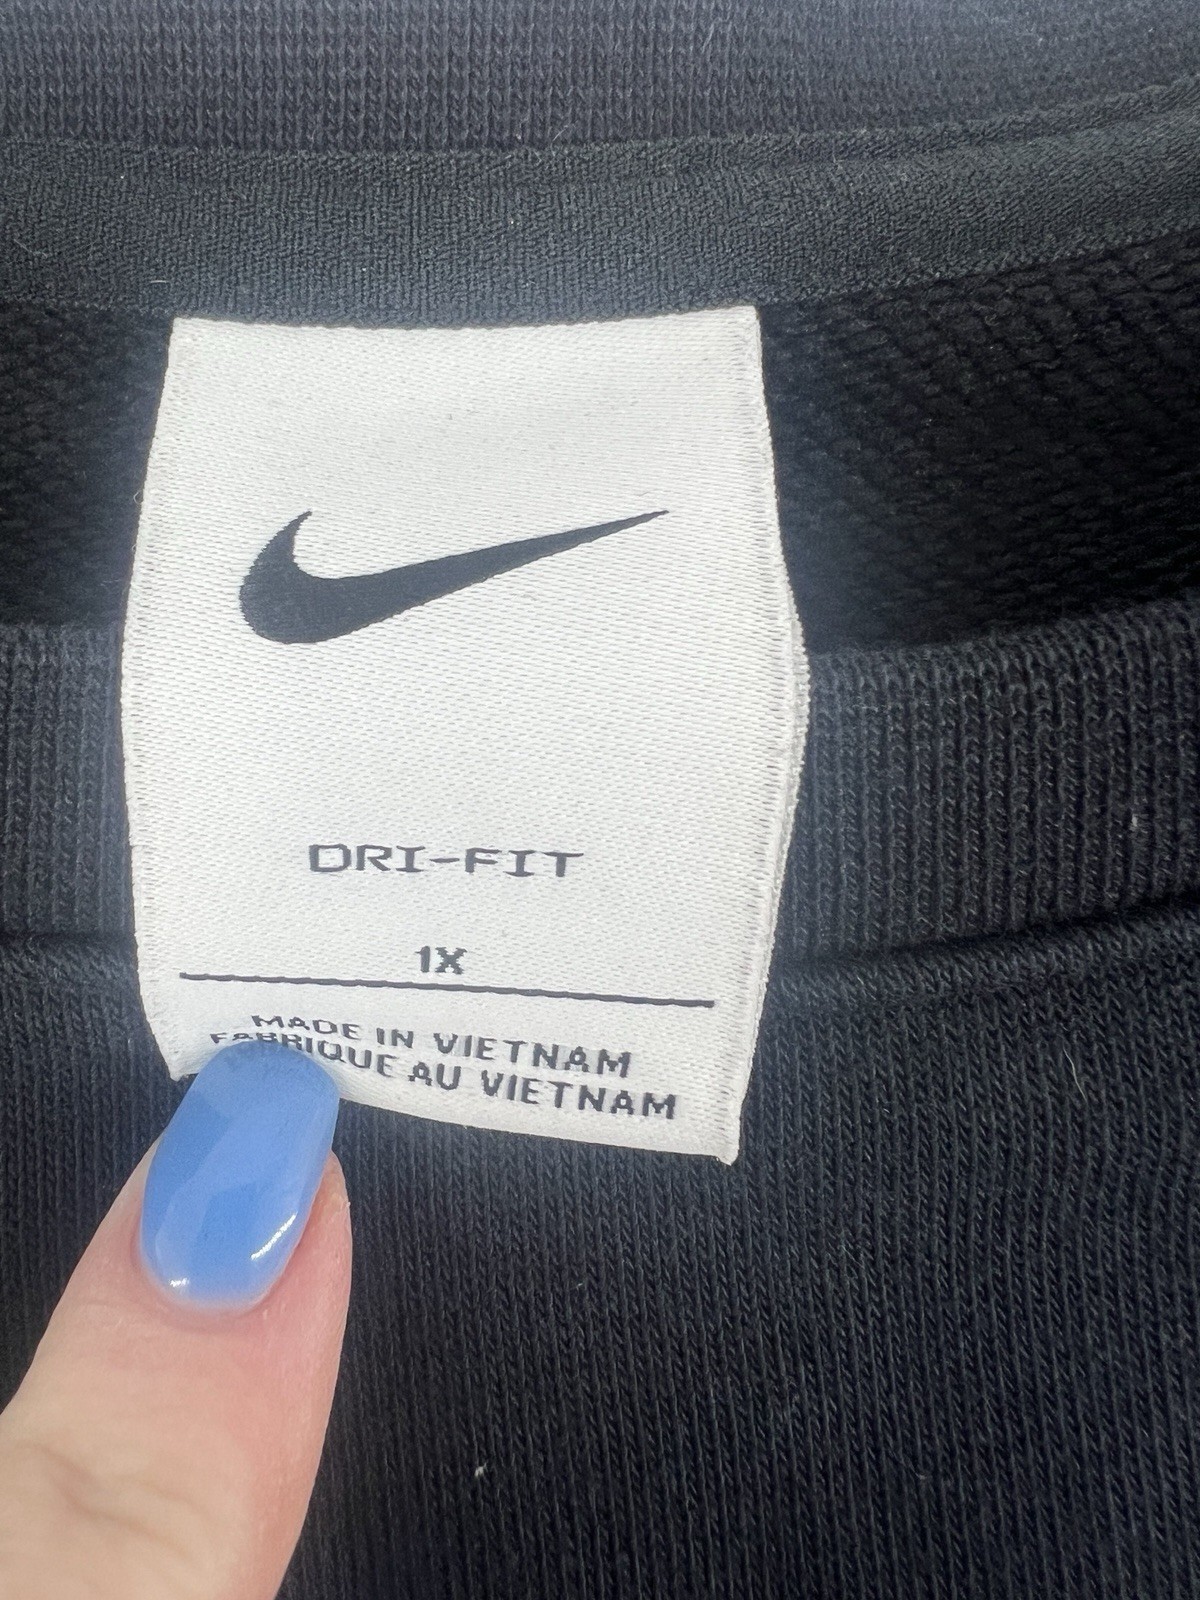 DRI-FIT
1X
MADE IN VIETNAM
FABRIQUE AU VIETNAM